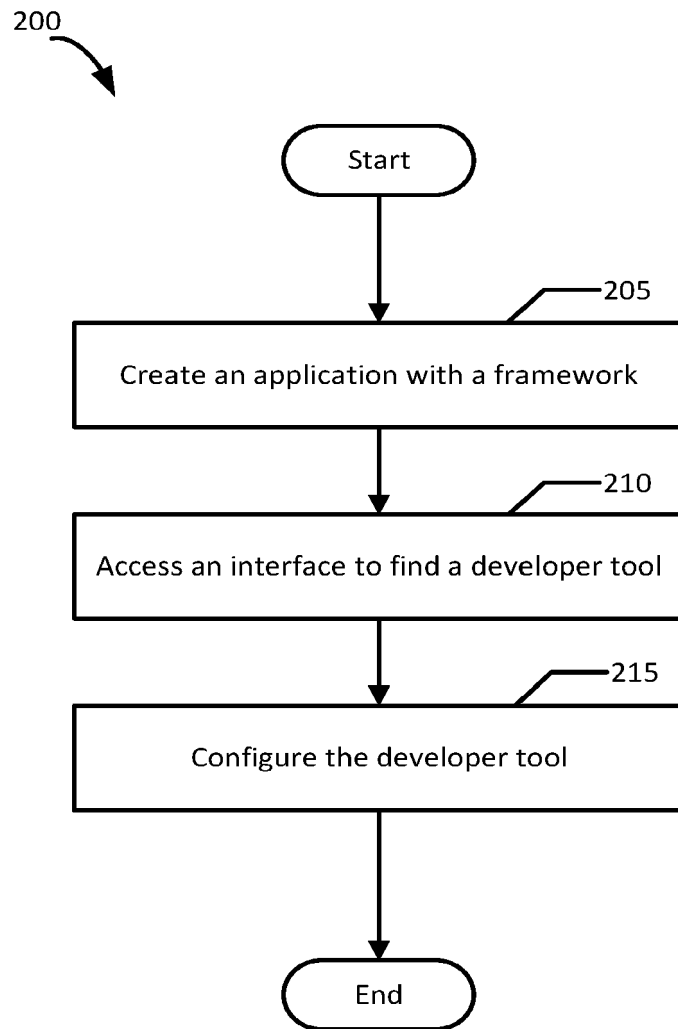 200
Start
205
Create an application with a framework
210
Access an interface to find a developer tool
215
Configure the developer tool
End